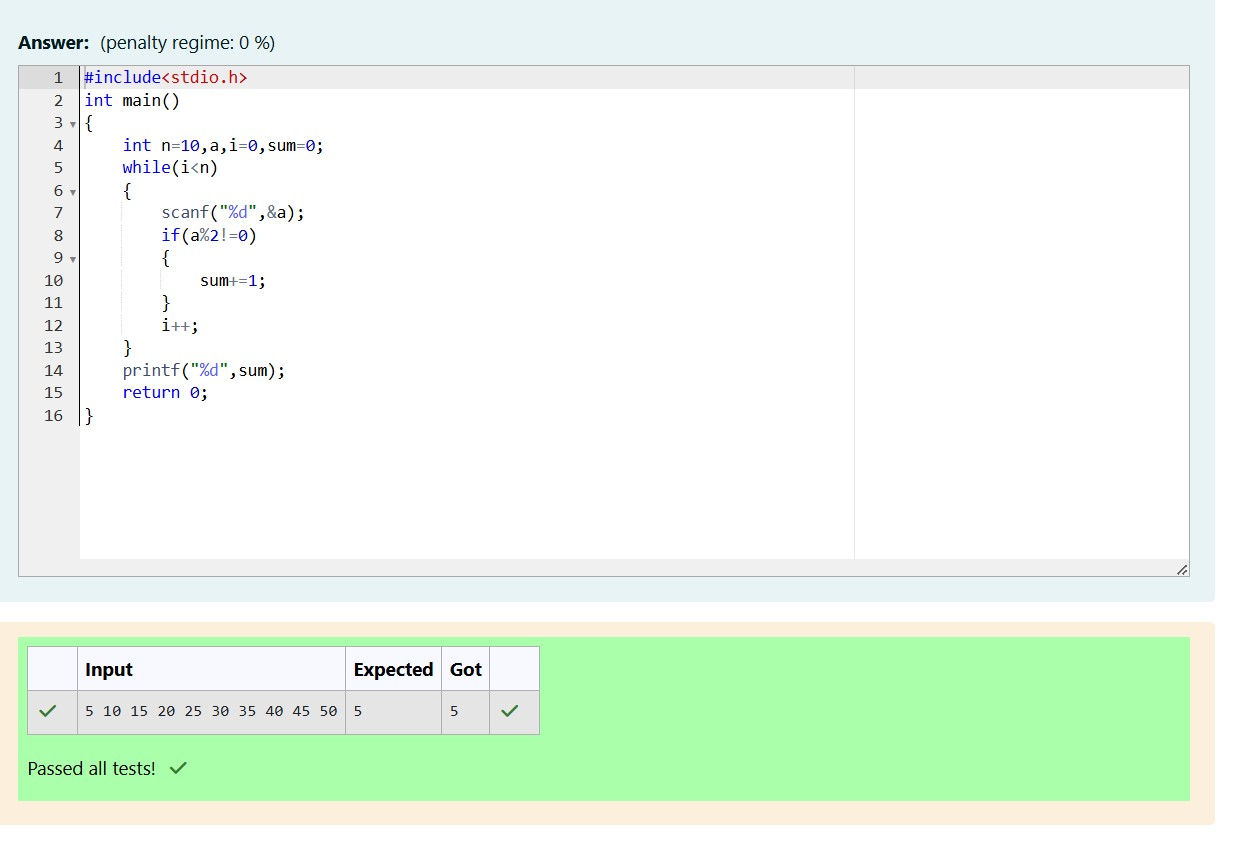 Answer: (penalty regime: 0 %)
1 #include<stdio.h>
2 int main()
3 {
4     int n=10,a,i=0,sum=0;
5     while(i<n)
6     {
7         scanf("%d",&a);
8         if(a%2!=0)
9         {
10             sum+=1;
11         }
12         i++;
13     }
14     printf("%d",sum);
15     return 0;
16 }
Input Expected Got
5 10 15 20 25 30 35 40 45 50 5 5
Passed all tests!